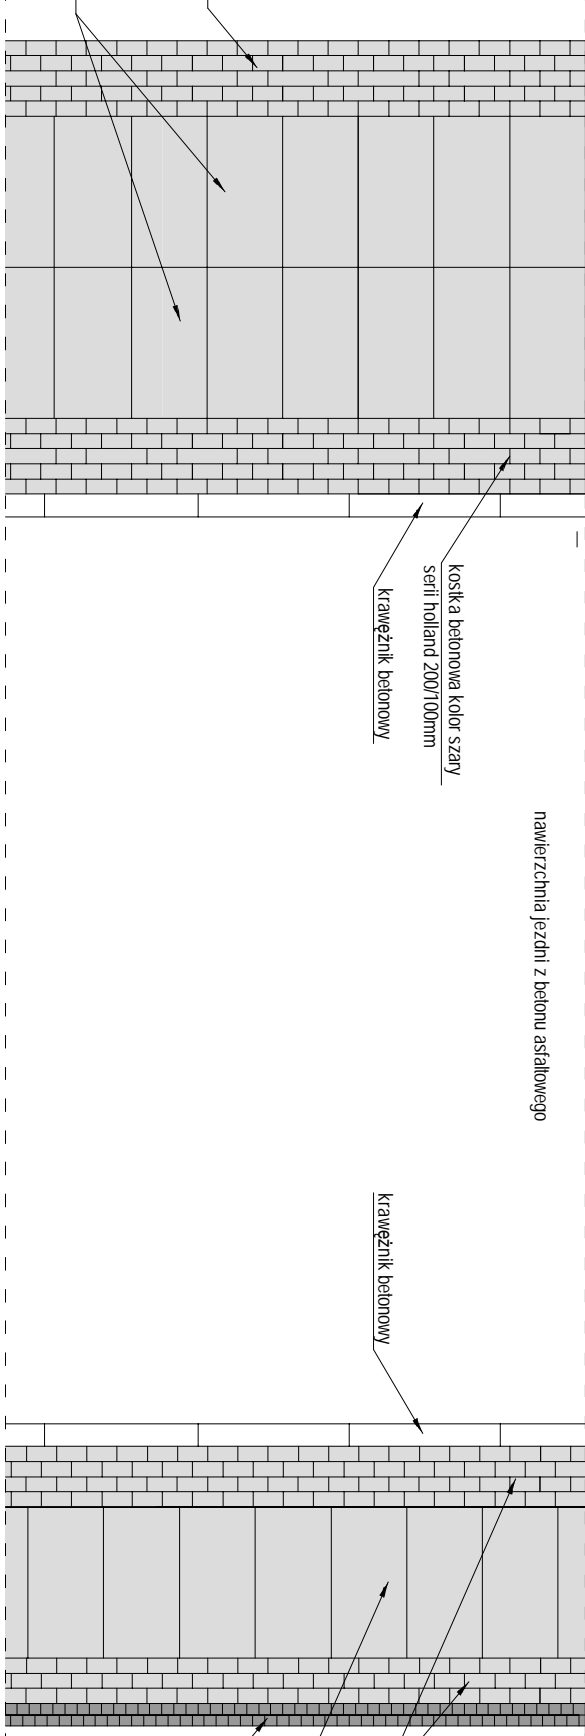 kostka betonowa kolor szary
serii holland 200/100mm
krawężnik betonowy
nawierzchnia jezdni z betonu asfaltowego
krawężnik betonowy